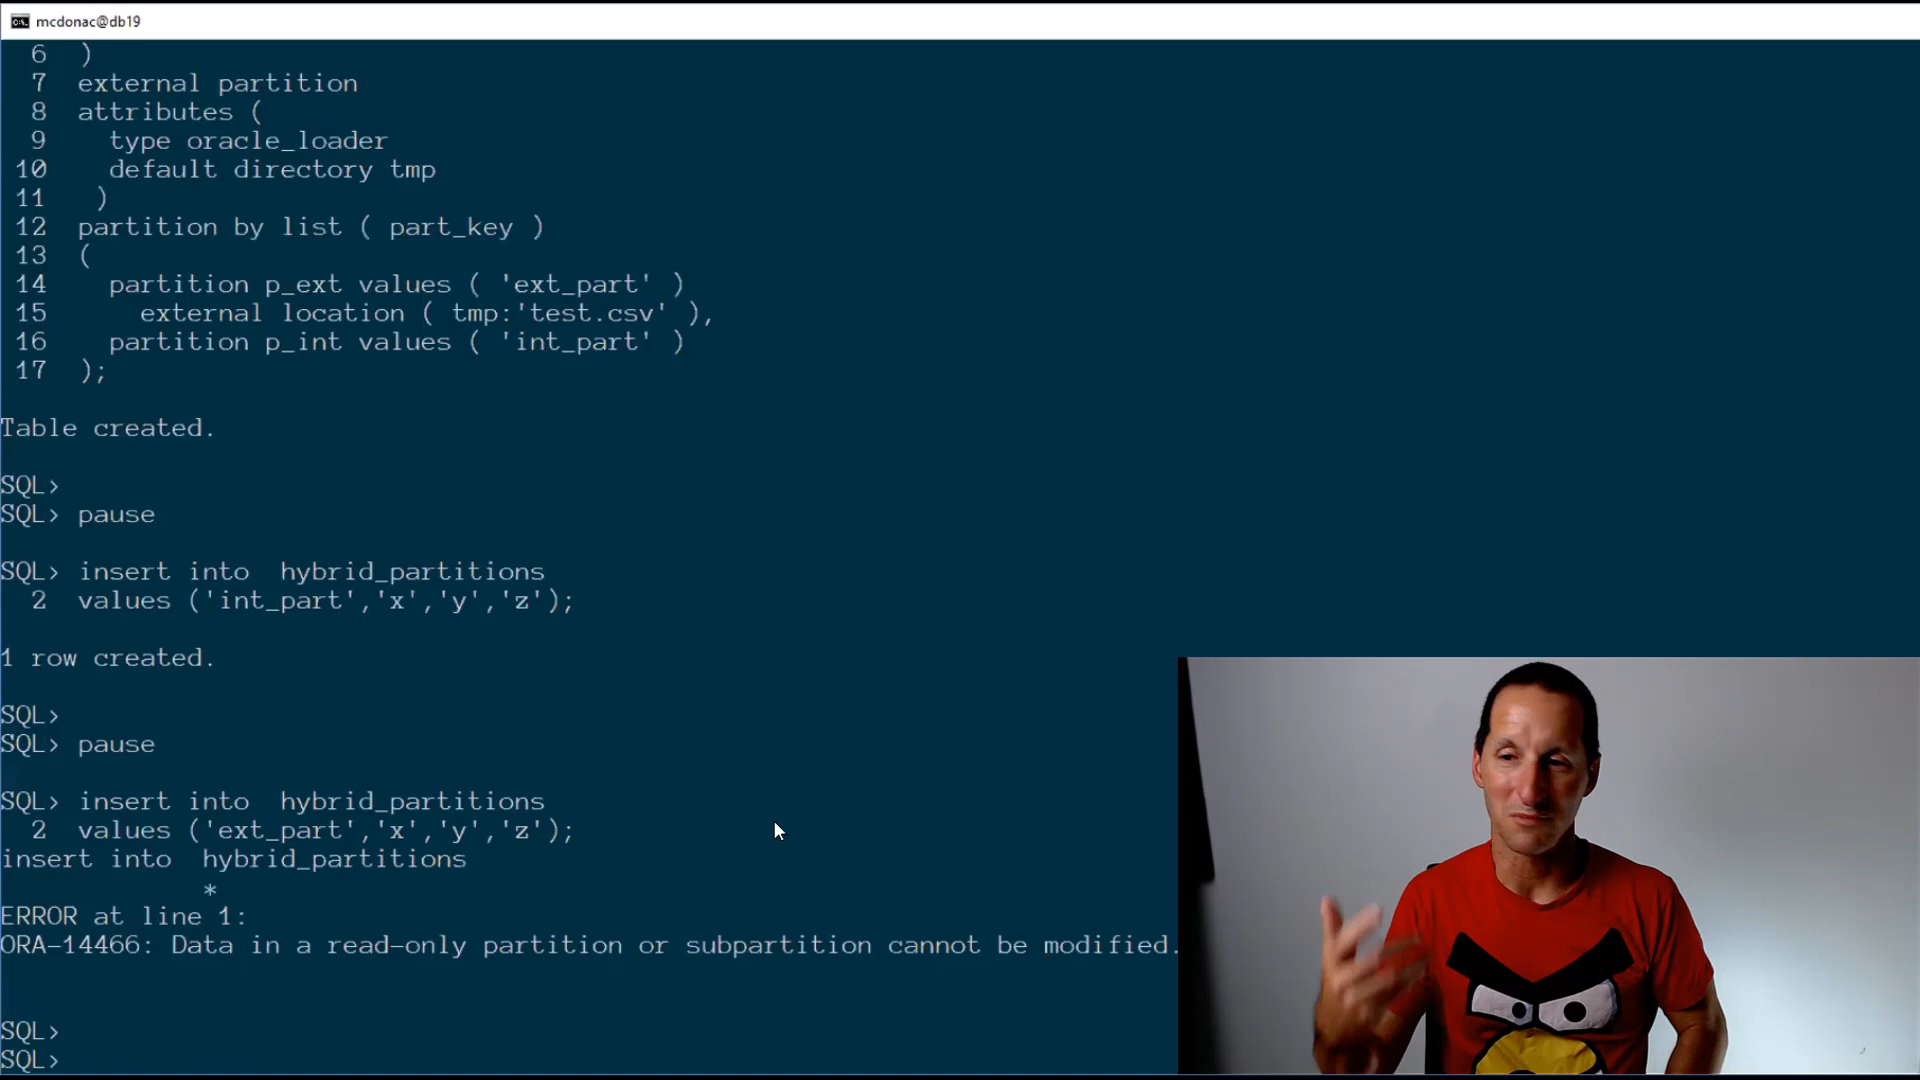 mcdonac@db19
6 )
7 external partition
8 attributes (
9 type oracle_loader
10 default directory tmp
11 )
12 partition by list ( part_key )
13 (
14 partition p_ext values ( 'ext_part' )
15 external location ( tmp:'test.csv' ),
16 partition p_int values ( 'int_part' )
17 );
Table created.
SQL>
SQL> pause
SQL> insert into  hybrid_partitions
2 values ('int_part','x','y','z');
1 row created.
SQL>
SQL> pause
SQL> insert into  hybrid_partitions
2 values ('ext_part','x','y','z');
insert into  hybrid_partitions
*
ERROR at line 1:
ORA-14466: Data in a read-only partition or subpartition cannot be modified.
SQL>
SQL>